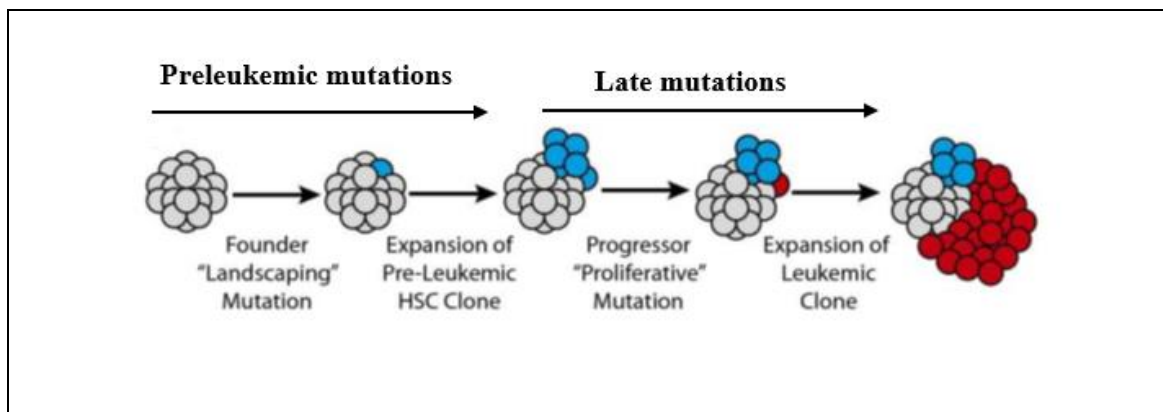 Preleukemic mutations
Late mutations
Founder
"Landscaping"
Mutation
Expansion of
Pre-Leukemic
HSC Clone
Progressor
"Proliferative"
Mutation
Expansion of
Leukemic
Clone